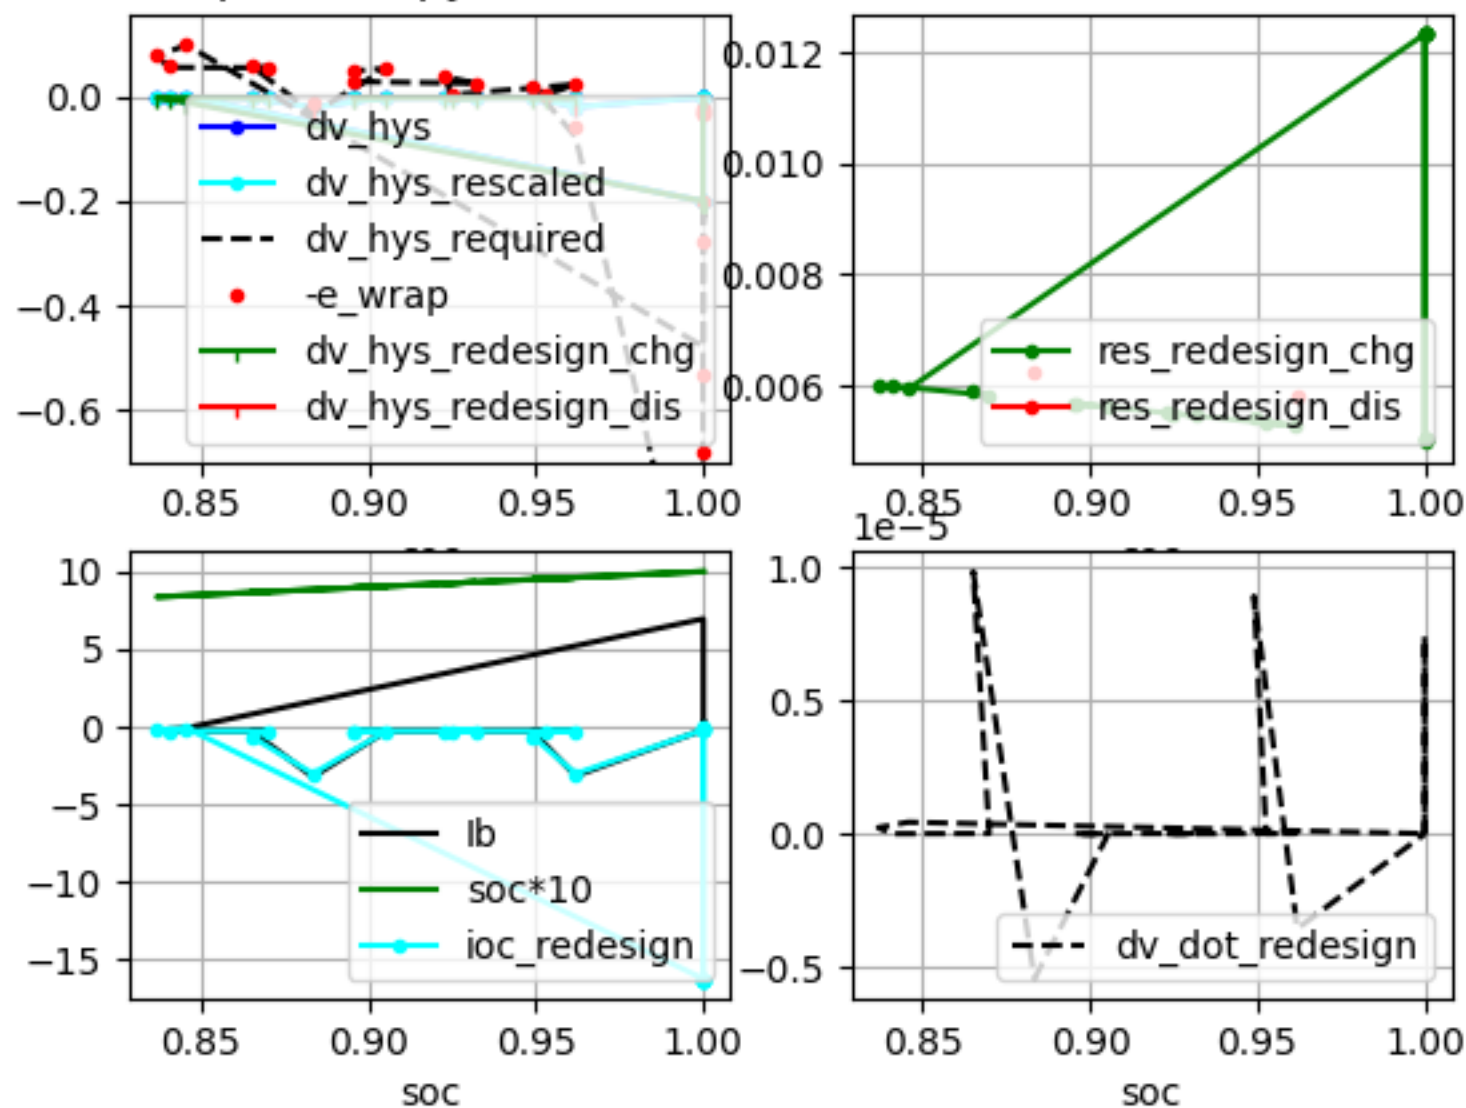 0.0
−0.2
−0.4
−0.6
dv_hys
dv_hys_rescaled
dv_hys_required
-e_wrap
dv_hys_redesign_chg
dv_hys_redesign_dis
0.85 0.90 0.95 1.00
0.012
0.010
0.008
0.006
res_redesign_chg
res_redesign_dis
0.85 0.90 0.95 1.00
10
5
0
−5
−10
−15
Ib
soc*10
ioc_redesign
0.85 0.90 0.95 1.00
soc
1e−5
1.0
0.5
0.0
−0.5
dv_dot_redesign
0.85 0.90 0.95 1.00
soc